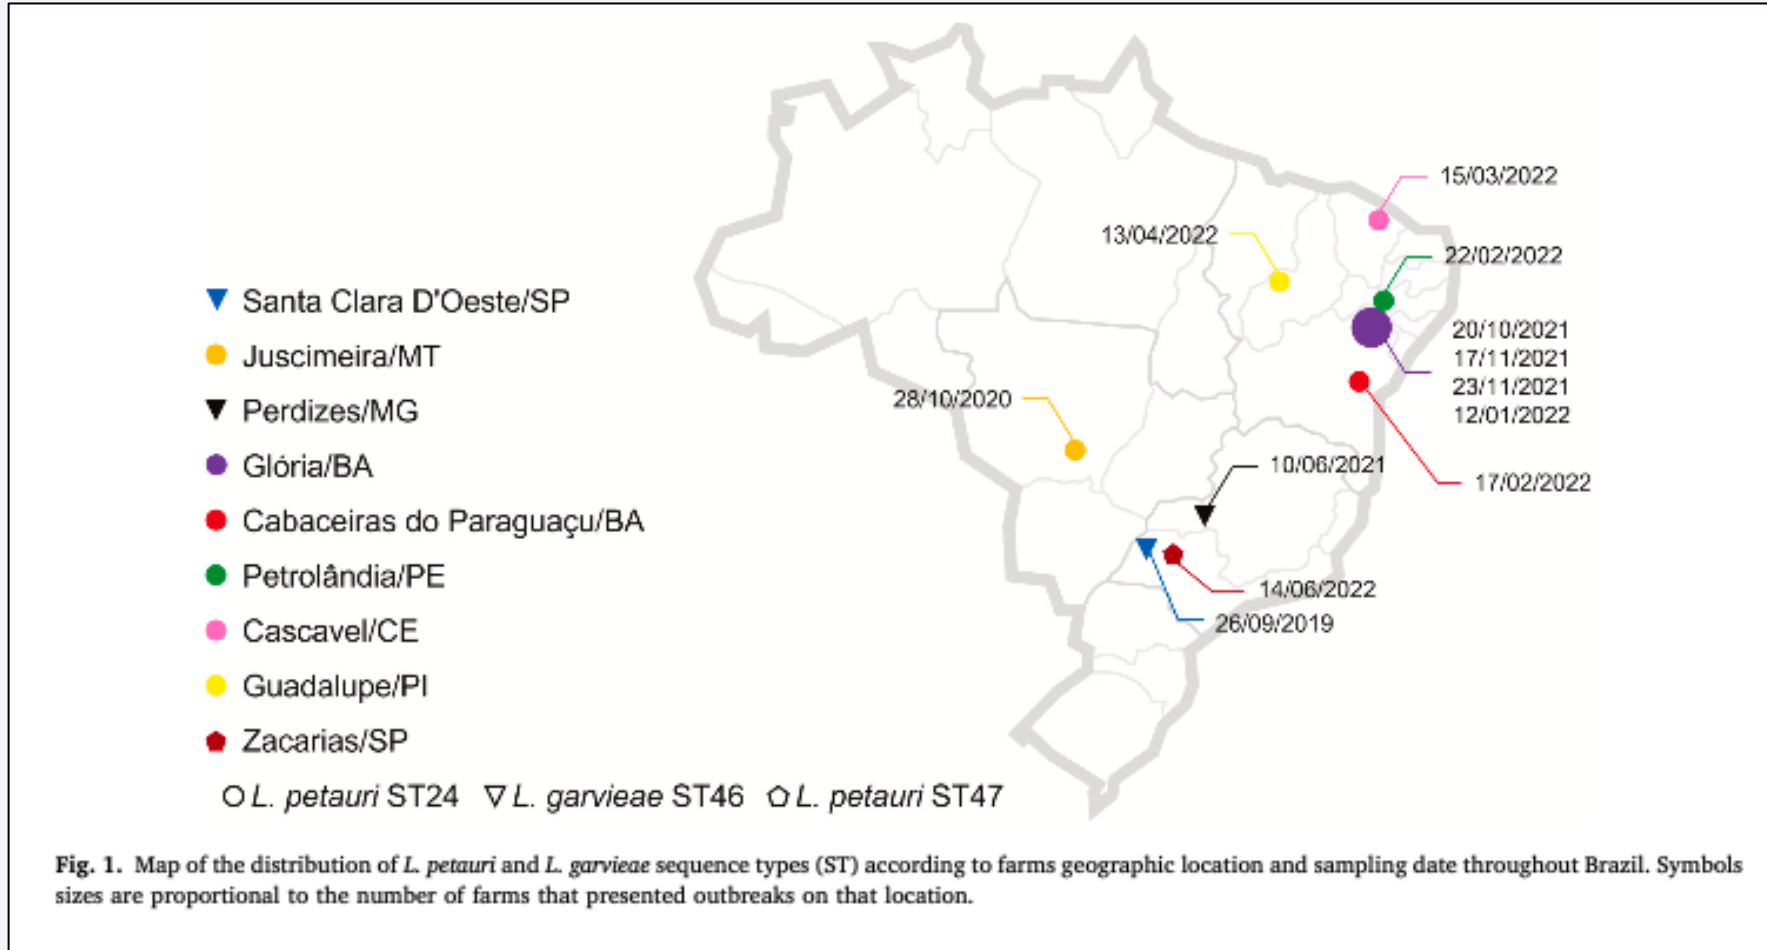 15/03/2022
13/04/2022
22/02/2022
Santa Clara D'Oeste/SP
20/10/2021
17/11/2021
23/11/2021
12/01/2022
Juscimeira/MT
28/10/2020
Perdizes/MG
Glória/BA
10/06/2021
17/02/2022
Cabaceiras do Paraguaçu/BA
Petrolândia/PE
14/06/2022
26/09/2019
Cascavel/CE
Guadalupe/PI
Zacarias/SP
L. petauri ST24 L. garvieae ST46 L. petauri ST47
Fig. 1. Map of the distribution of L. petauri and L. garvieae sequence types (ST) according to farms geographic location and sampling date throughout Brazil. Symbols
sizes are proportional to the number of farms that presented outbreaks on that location.